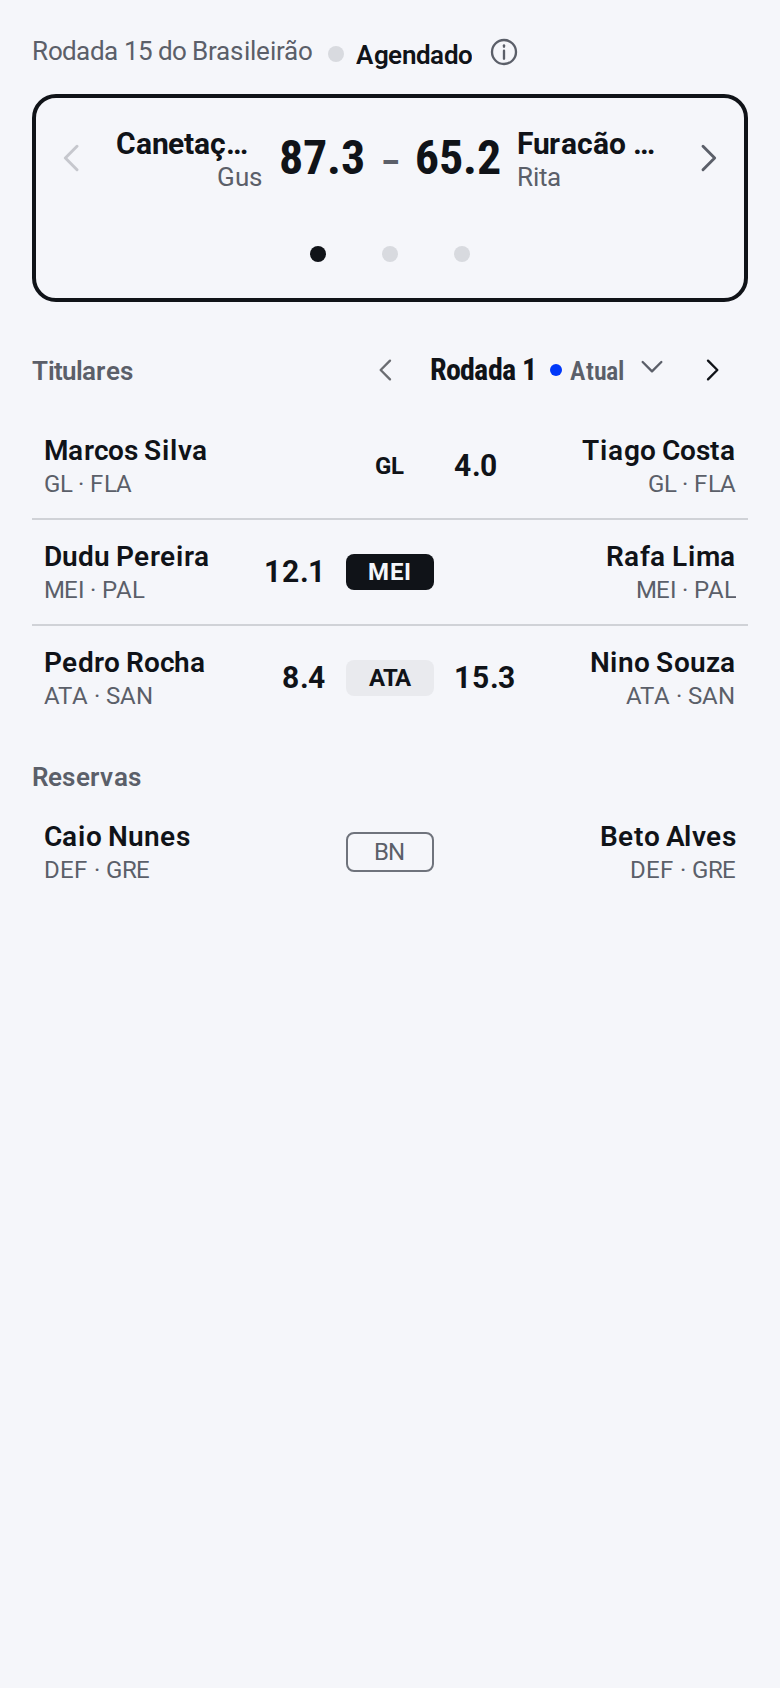 Rodada 15 do Brasileirão Agendado
Canetaç... 87.3 - 65.2 Furacão ...
Gus Rita
Titulares Rodada 1 Atual
Marcos Silva GL 4.0 Tiago Costa
GL · FLA GL · FLA
Dudu Pereira 12.1 MEI Rafa Lima
MEI · PAL MEI · PAL
Pedro Rocha 8.4 ATA 15.3 Nino Souza
ATA · SAN ATA · SAN
Reservas
Caio Nunes BN Beto Alves
DEF · GRE DEF · GRE